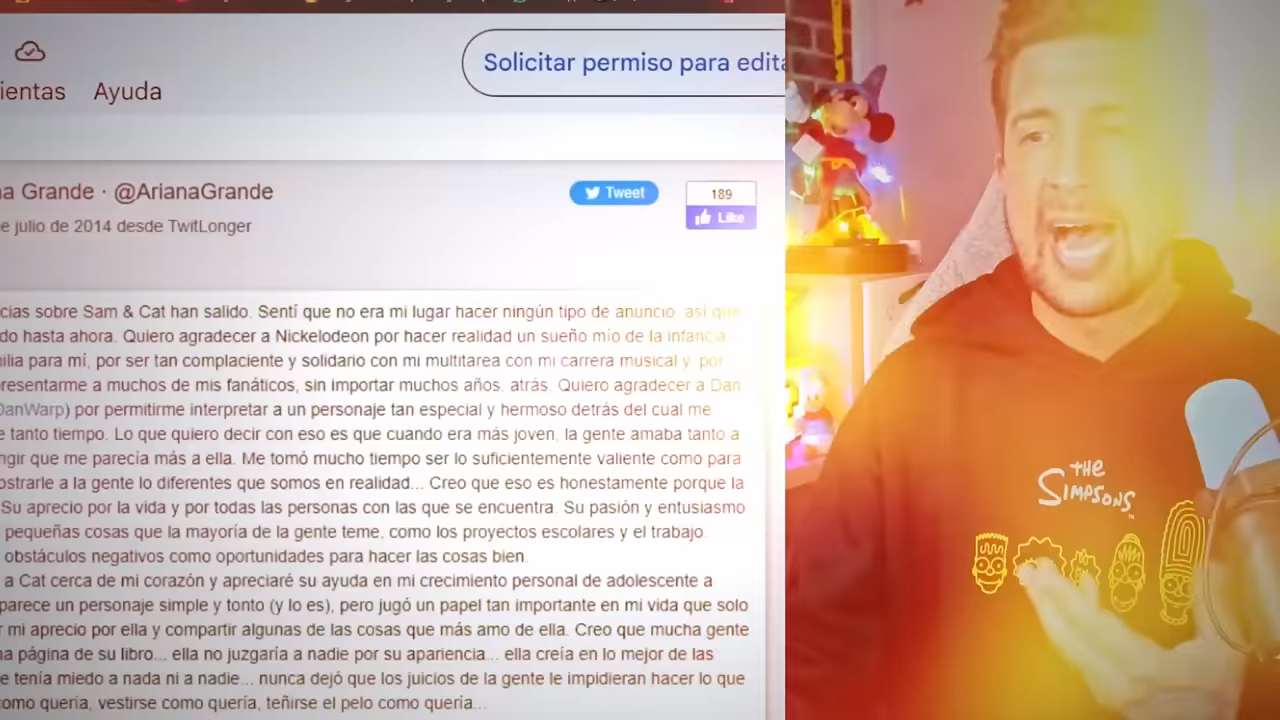 ientas Ayuda
Solicitar permiso para edita
na Grande · @ArianaGrande
Tweet
189
Like
e julio de 2014 desde TwitLonger
cias sobre Sam & Cat han salido. Sentí que no era mi lugar hacer ningún tipo de anuncio, así que
do hasta ahora. Quiero agradecer a Nickelodeon por hacer realidad un sueño mío de la infancia
ilia para mí, por ser tan complaciente y solidario con mi multitarea con mi carrera musical y por
presentarme a muchos de mis fanáticos, sin importar muchos años. atrás. Quiero agradecer a Dan
DanWarp) por permitirme interpretar a un personaje tan especial y hermoso detrás del cual me
e tanto tiempo. Lo que quiero decir con eso es que cuando era más joven, la gente amaba tanto a
ngir que me parecía más a ella. Me tomó mucho tiempo ser lo suficientemente valiente como para
ostrarle a la gente lo diferentes que somos en realidad... Creo que eso es honestamente porque la
Su aprecio por la vida y por todas las personas con las que se encuentra. Su pasión y entusiasmo
pequeñas cosas que la mayoría de la gente teme, como los proyectos escolares y el trabajo.
obstáculos negativos como oportunidades para hacer las cosas bien.
a Cat cerca de mi corazón y apreciaré su ayuda en mi crecimiento personal de adolescente a
parece un personaje simple y tonto (y lo es), pero jugó un papel tan importante en mi vida que solo
r mi aprecio por ella y compartir algunas de las cosas que más amo de ella. Creo que mucha gente
na página de su libro... ella no juzgaría a nadie por su apariencia... ella creía en lo mejor de las
e tenía miedo a nada ni a nadie... nunca dejó que los juicios de la gente le impidieran hacer lo que
como quería, vestirse como quería, teñirse el pelo como quería...
THE
SIMPSONS